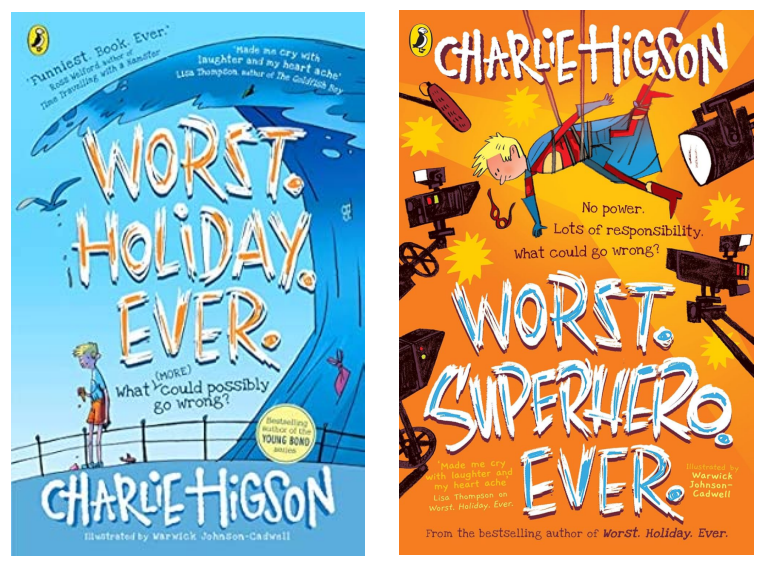 "Funniest. Book. Ever."
Ross Welford, author of
Time Travelling with a Hamster
'Made me cry with
laughter and my heart ache'
Lisa Thompson, author of The Goldfish Boy
WORST.
HOLIDAY.
EVER.
(MORE)
What could possibly
go wrong?
Bestselling
author of the
YOUNG BOND
series
CHARLIE HIGSON
Illustrated by Warwick Johnson-Cadwell
CHARLIE HIGSON
No power.
Lots of responsibility.
What could go wrong?
WORST.
SUPERHERO.
EVER.
'Made me cry
with laughter and
my heart ache'
Lisa Thompson on
Worst. Holiday. Ever.
Illustrated by
Warwick
Johnson-
Cadwell
From the bestselling author of Worst. Holiday. Ever.